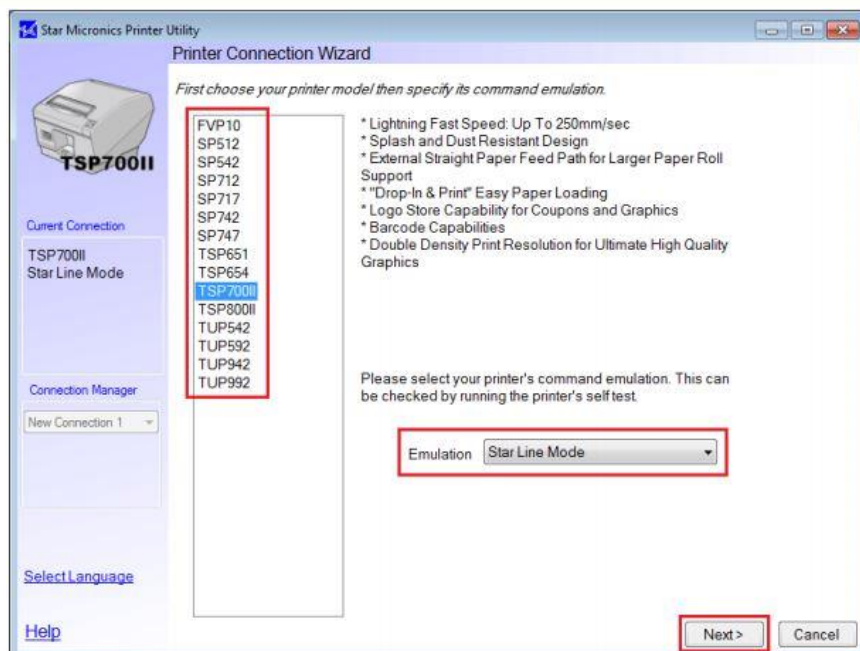 Star Micronics Printer Utility
Printer Connection Wizard
First choose your printer model then specify its command emulation.
TSP700II
Current Connection
TSP700II
Star Line Mode
Connection Manager
New Connection 1
Select Language
Help
FVP10
SP512
SP542
SP712
SP717
SP742
SP747
TSP651
TSP654
TSP700II
TSP800II
TUP542
TUP592
TUP942
TUP992
* Lightning Fast Speed: Up To 250mm/sec
* Splash and Dust Resistant Design
* External Straight Paper Feed Path for Larger Paper Roll
Support
* "Drop-In & Print" Easy Paper Loading
* Logo Store Capability for Coupons and Graphics
* Barcode Capabilities
* Double Density Print Resolution for Ultimate High Quality
Graphics
Please select your printer's command emulation. This can
be checked by running the printer's self test.
Emulation Star Line Mode
Next > Cancel